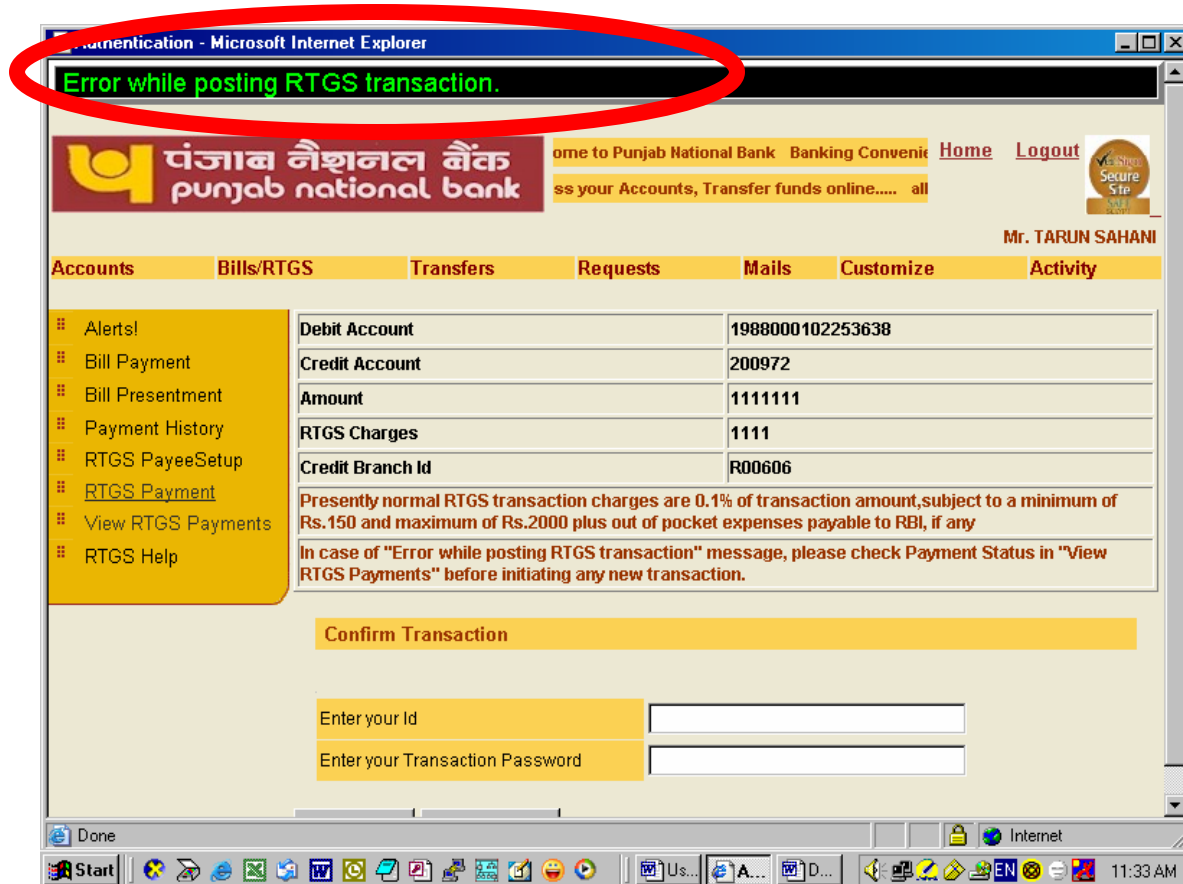 Authentication - Microsoft Internet Explorer
Error while posting RTGS transaction.
पंजाब नैशनल बैंक
punjab national bank
ome to Punjab National Bank Banking Convenie
ss your Accounts, Transfer funds online..... all
Home Logout
Secure
Site
Mr. TARUN SAHANI
Accounts Bills/RTGS Transfers Requests Mails Customize Activity
Alerts!
Bill Payment
Bill Presentment
Payment History
RTGS PayeeSetup
RTGS Payment
View RTGS Payments
RTGS Help
Debit Account 1988000102253638
Credit Account 200972
Amount 1111111
RTGS Charges 1111
Credit Branch Id R00606
Presently normal RTGS transaction charges are 0.1% of transaction amount,subject to a minimum of
Rs.150 and maximum of Rs.2000 plus out of pocket expenses payable to RBI, if any
In case of "Error while posting RTGS transaction" message, please check Payment Status in "View
RTGS Payments" before initiating any new transaction.
Confirm Transaction
Enter your Id
Enter your Transaction Password
Done Internet
Start Us... A... D... EN 11:33 AM